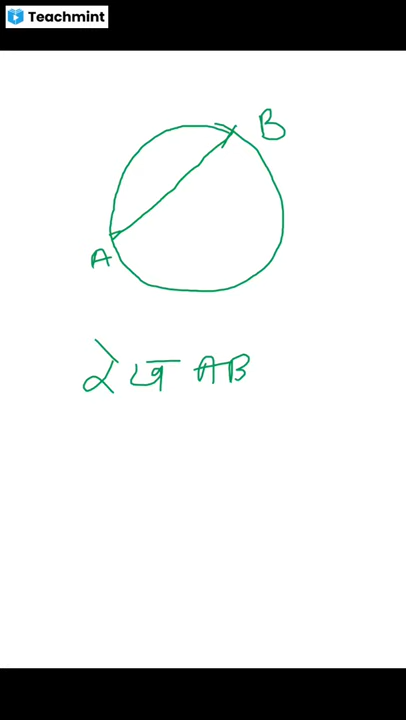 Teachmint
B
A
रेख AB